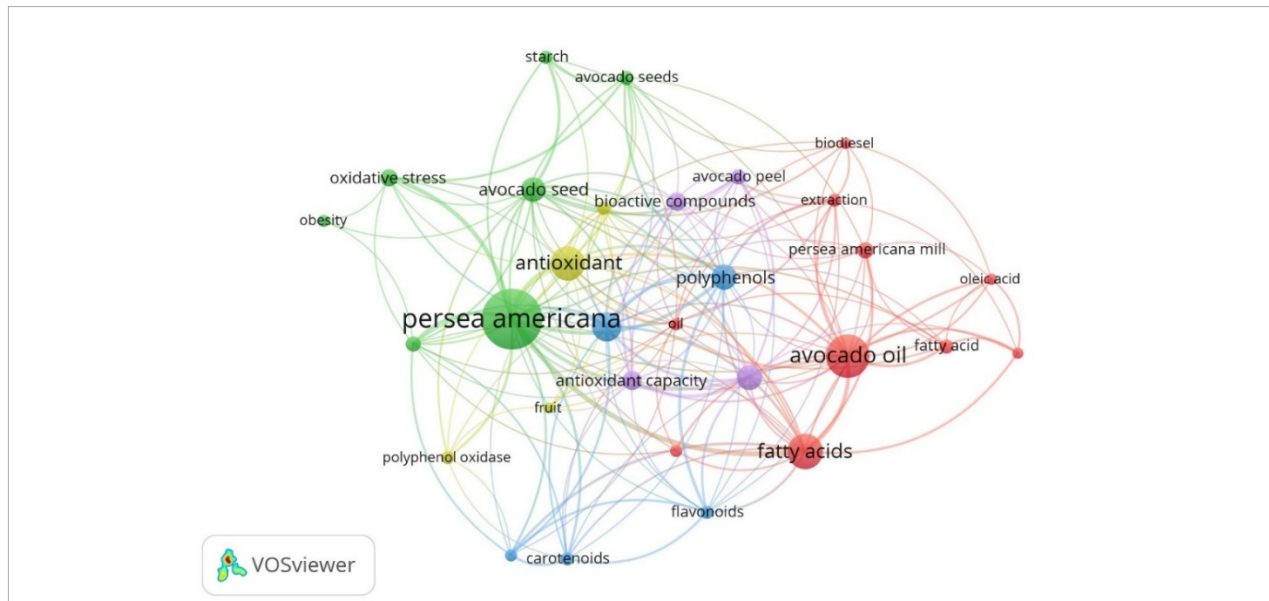 starch
avocado seeds
biodiesel
oxidative stress
avocado seed
avocado peel
bioactive compounds
extraction
obesity
persea americana mill
antioxidant
polyphenols
oleic acid
persea americana
oil
avocado oil
fatty acid
antioxidant capacity
fruit
fatty acids
polyphenol oxidase
flavonoids
carotenoids
VOSviewer